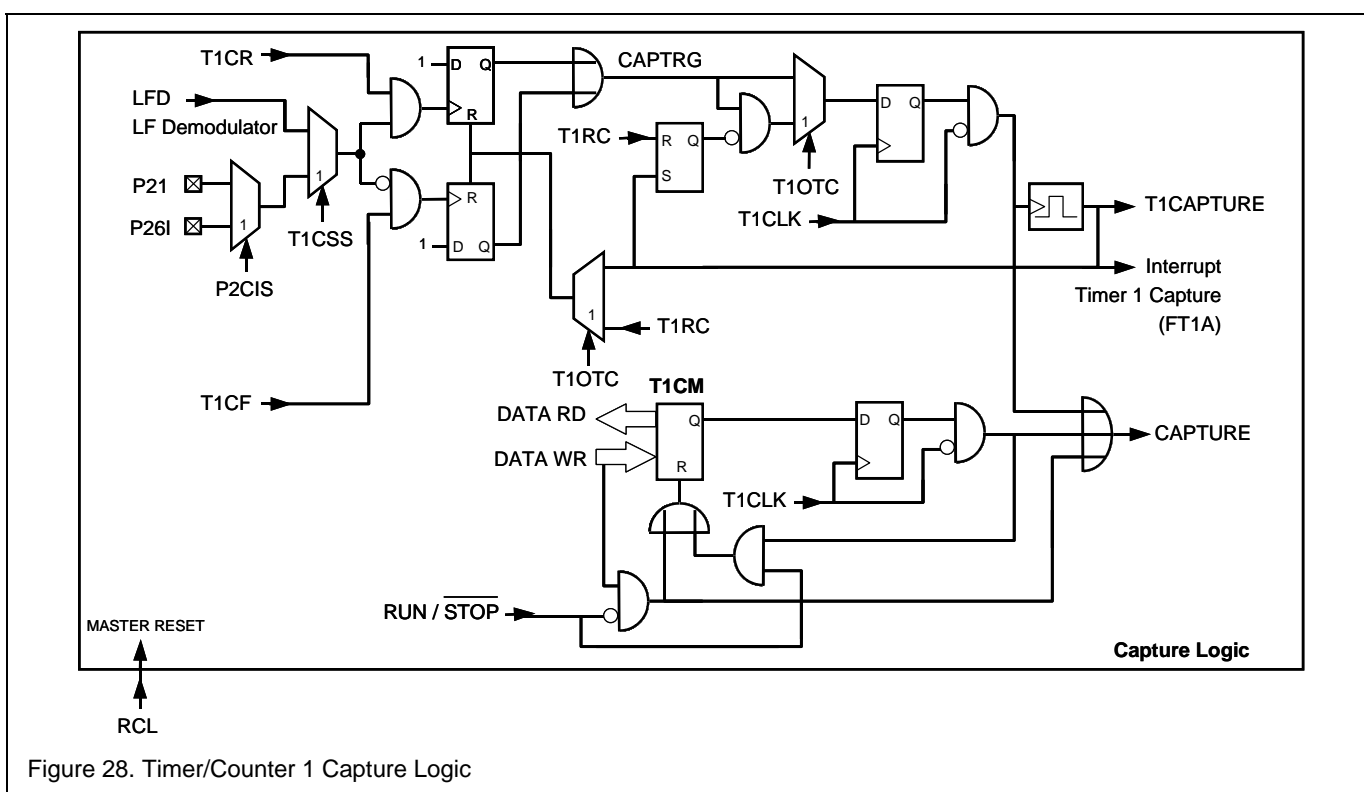 T1CR
1
D
Q
R
CAPTRG
LFD
LF Demodulator
1
T1RC
R
Q
S
1
D
Q
P21
P26I
1
T1CSS
P2CIS
R
1
D
Q
T1OTC
T1CLK
T1CAPTURE
Interrupt
Timer 1 Capture
(FT1A)
1
T1RC
T1OTC
T1CF
T1CM
DATA RD
Q
DATA WR
R
D
Q
CAPTURE
T1CLK
RUN / STOP
MASTER RESET
Capture Logic
RCL
Figure 28. Timer/Counter 1 Capture Logic